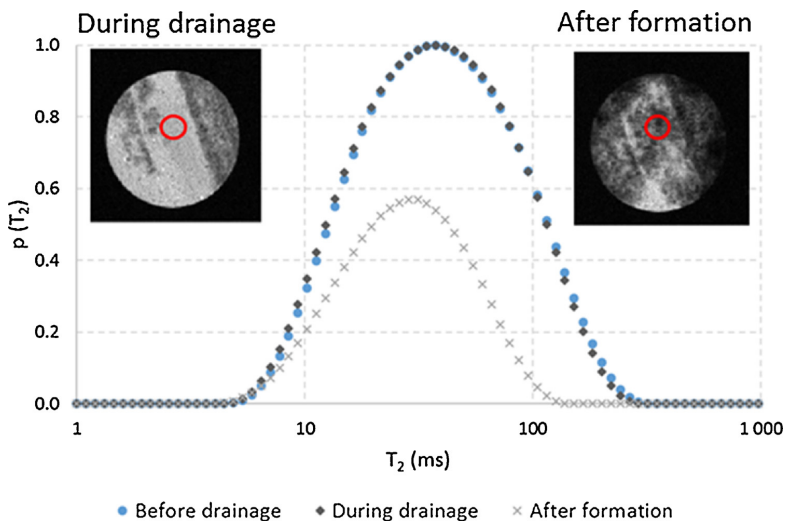 During drainage
After formation
1.0
0.8
0.6
0.4
0.2
0.0
p (T₂)
1 10 100 1 000
T₂ (ms)
Before drainage During drainage After formation